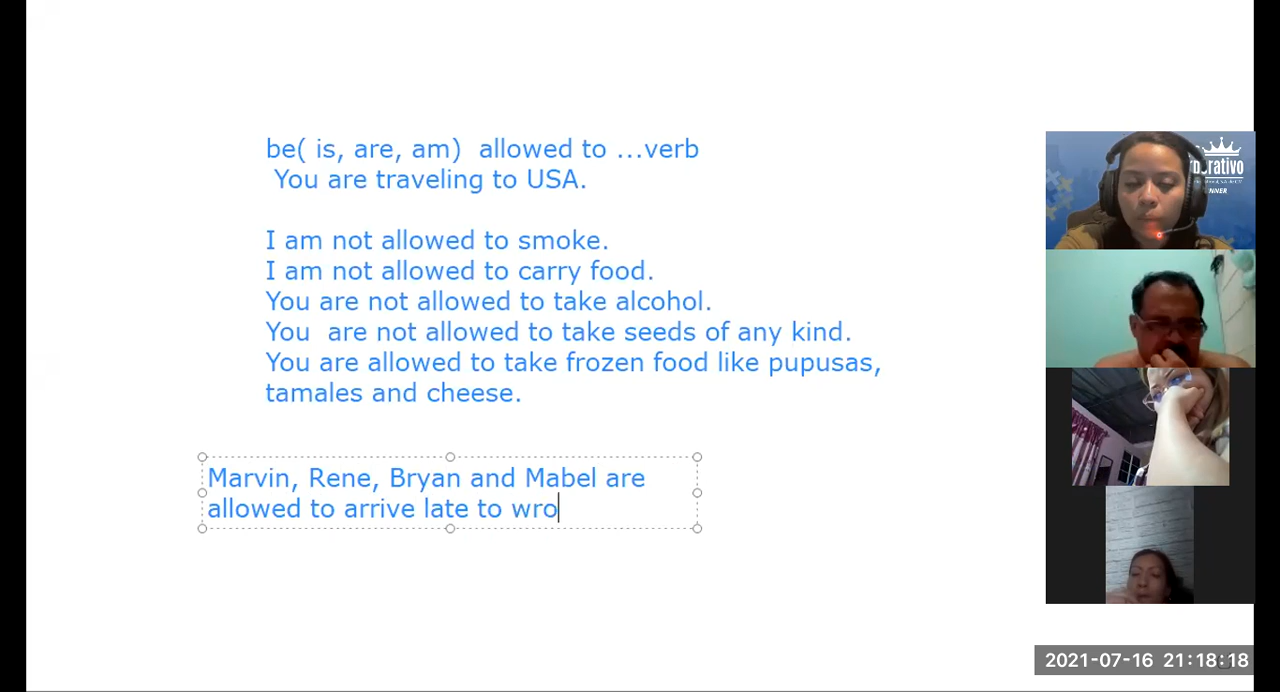 be( is, are, am)  allowed to ...verb
You are traveling to USA.
I am not allowed to smoke.
I am not allowed to carry food.
You are not allowed to take alcohol.
You  are not allowed to take seeds of any kind.
You are allowed to take frozen food like pupusas,
tamales and cheese.
Marvin, Rene, Bryan and Mabel are
allowed to arrive late to wro
2021-07-16 21:18:18